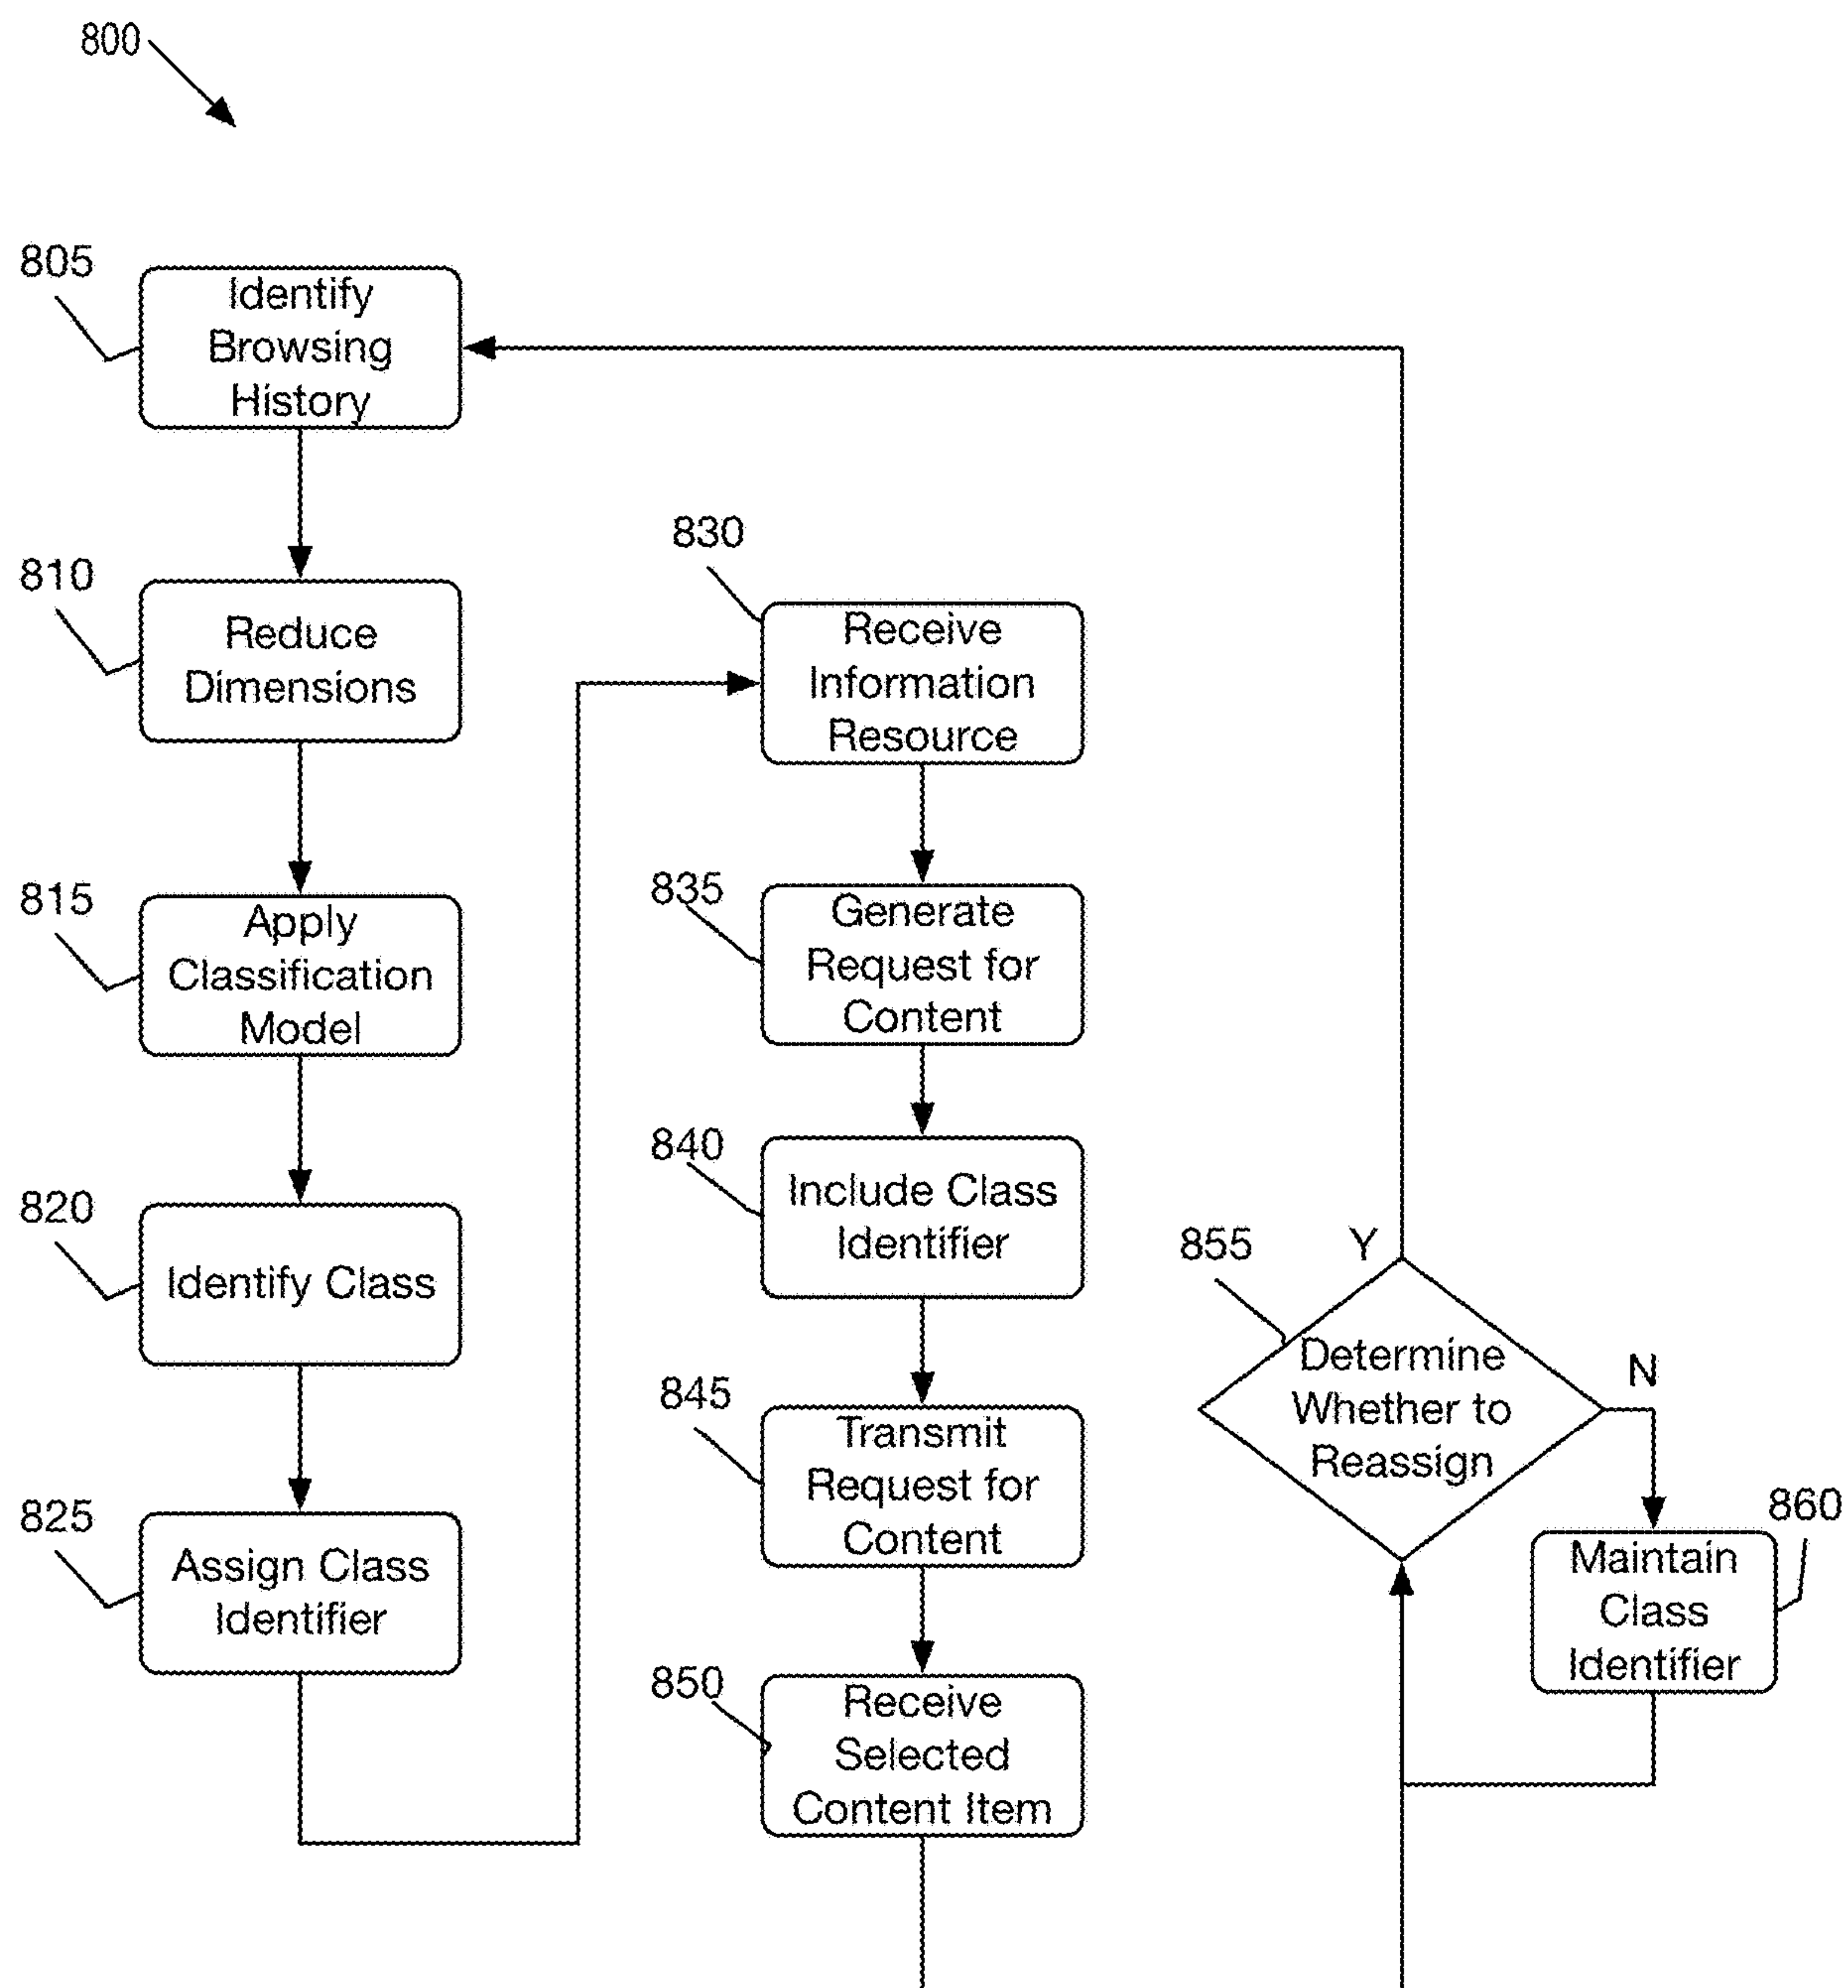 800
805
Identify
Browsing
History
810
Reduce
Dimensions
815
Apply
Classification
Model
820
Identify Class
825
Assign Class
Identifier
830
Receive
Information
Resource
835
Generate
Request for
Content
840
Include Class
Identifier
845
Transmit
Request for
Content
850
Receive
Selected
Content Item
855
Y
Determine
Whether to
Reassign
N
860
Maintain
Class
Identifier